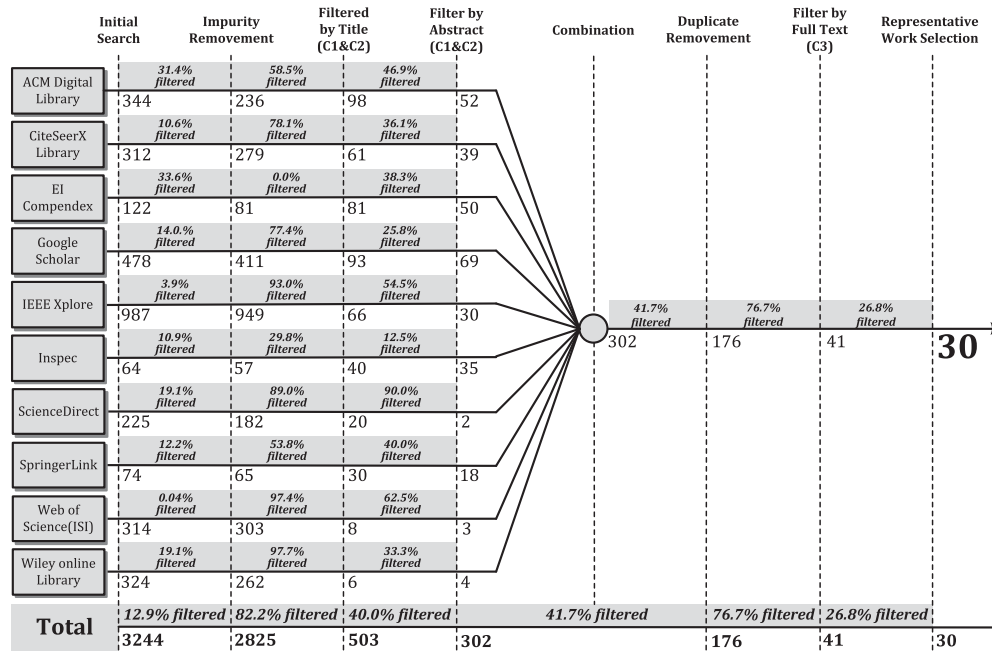 Initial Search
Impurity Removement
Filtered by Title (C1&C2)
Filter by Abstract (C1&C2)
Combination
Duplicate Removement
Filter by Full Text (C3)
Representative Work Selection
ACM Digital Library
31.4% filtered
58.5% filtered
46.9% filtered
344
236
98
52
CiteSeerX Library
10.6% filtered
78.1% filtered
36.1% filtered
312
279
61
39
EI Compendex
33.6% filtered
0.0% filtered
38.3% filtered
122
81
81
50
Google Scholar
14.0.% filtered
77.4% filtered
25.8% filtered
478
411
93
69
IEEE Xplore
3.9% filtered
93.0% filtered
54.5% filtered
987
949
66
30
Inspec
10.9% filtered
29.8% filtered
12.5% filtered
64
57
40
35
ScienceDirect
19.1% filtered
89.0% filtered
90.0% filtered
225
182
20
2
SpringerLink
12.2% filtered
53.8% filtered
40.0% filtered
74
65
30
18
Web of Science(ISI)
0.04% filtered
97.4% filtered
62.5% filtered
314
303
8
3
Wiley online Library
19.1% filtered
97.7% filtered
33.3% filtered
324
262
6
4
41.7% filtered
76.7% filtered
26.8% filtered
302
176
41
30
Total
12.9% filtered
82.2% filtered
40.0% filtered
41.7% filtered
76.7% filtered
26.8% filtered
3244
2825
503
302
176
41
30